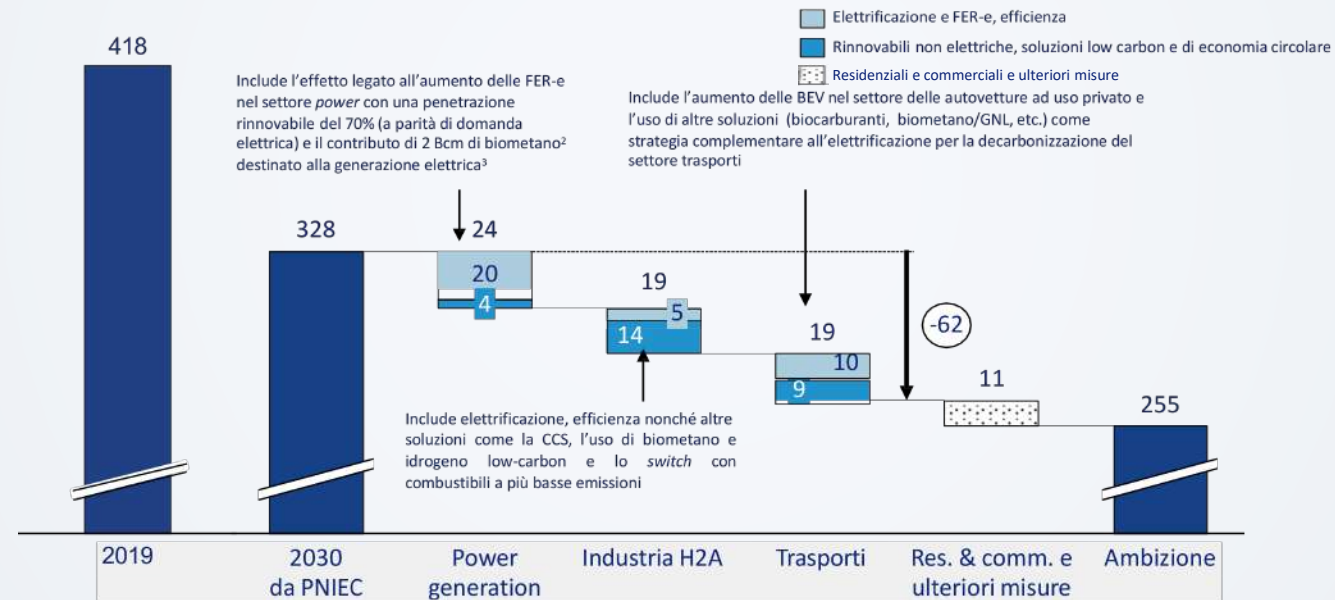 Elettrificazione e FER-e, efficienza
Rinnovabili non elettriche, soluzioni low carbon e di economia circolare
Residenziali e commerciali e ulteriori misure
418
Include l'effetto legato all'aumento delle FER-e
nel settore power con una penetrazione
rinnovabile del 70% (a parità di domanda
elettrica) e il contributo di 2 Bcm di biometano²
destinato alla generazione elettrica³
Include l'aumento delle BEV nel settore delle autovetture ad uso privato e
l'uso di altre soluzioni (biocarburanti, biometano/GNL, etc.) come
strategia complementare all'elettrificazione per la decarbonizzazione del
settore trasporti
328
24
20
4
19
5
14
19
10
9
-62
11
255
Include elettrificazione, efficienza nonché altre
soluzioni come la CCS, l'uso di biometano e
idrogeno low-carbon e lo switch con
combustibili a più basse emissioni
2019
2030
da PNIEC
Power
generation
Industria H2A
Trasporti
Res. & comm. e
ulteriori misure
Ambizione